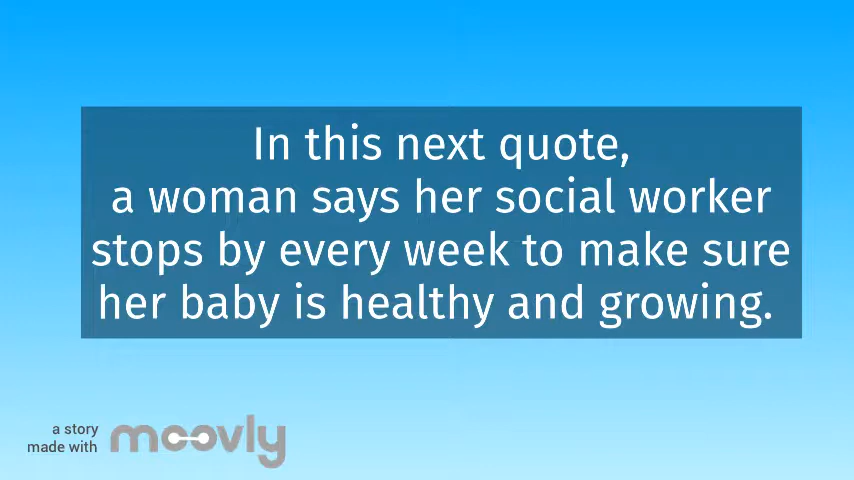 In this next quote,
a woman says her social worker
stops by every week to make sure
her baby is healthy and growing.
a story
made with
moovly